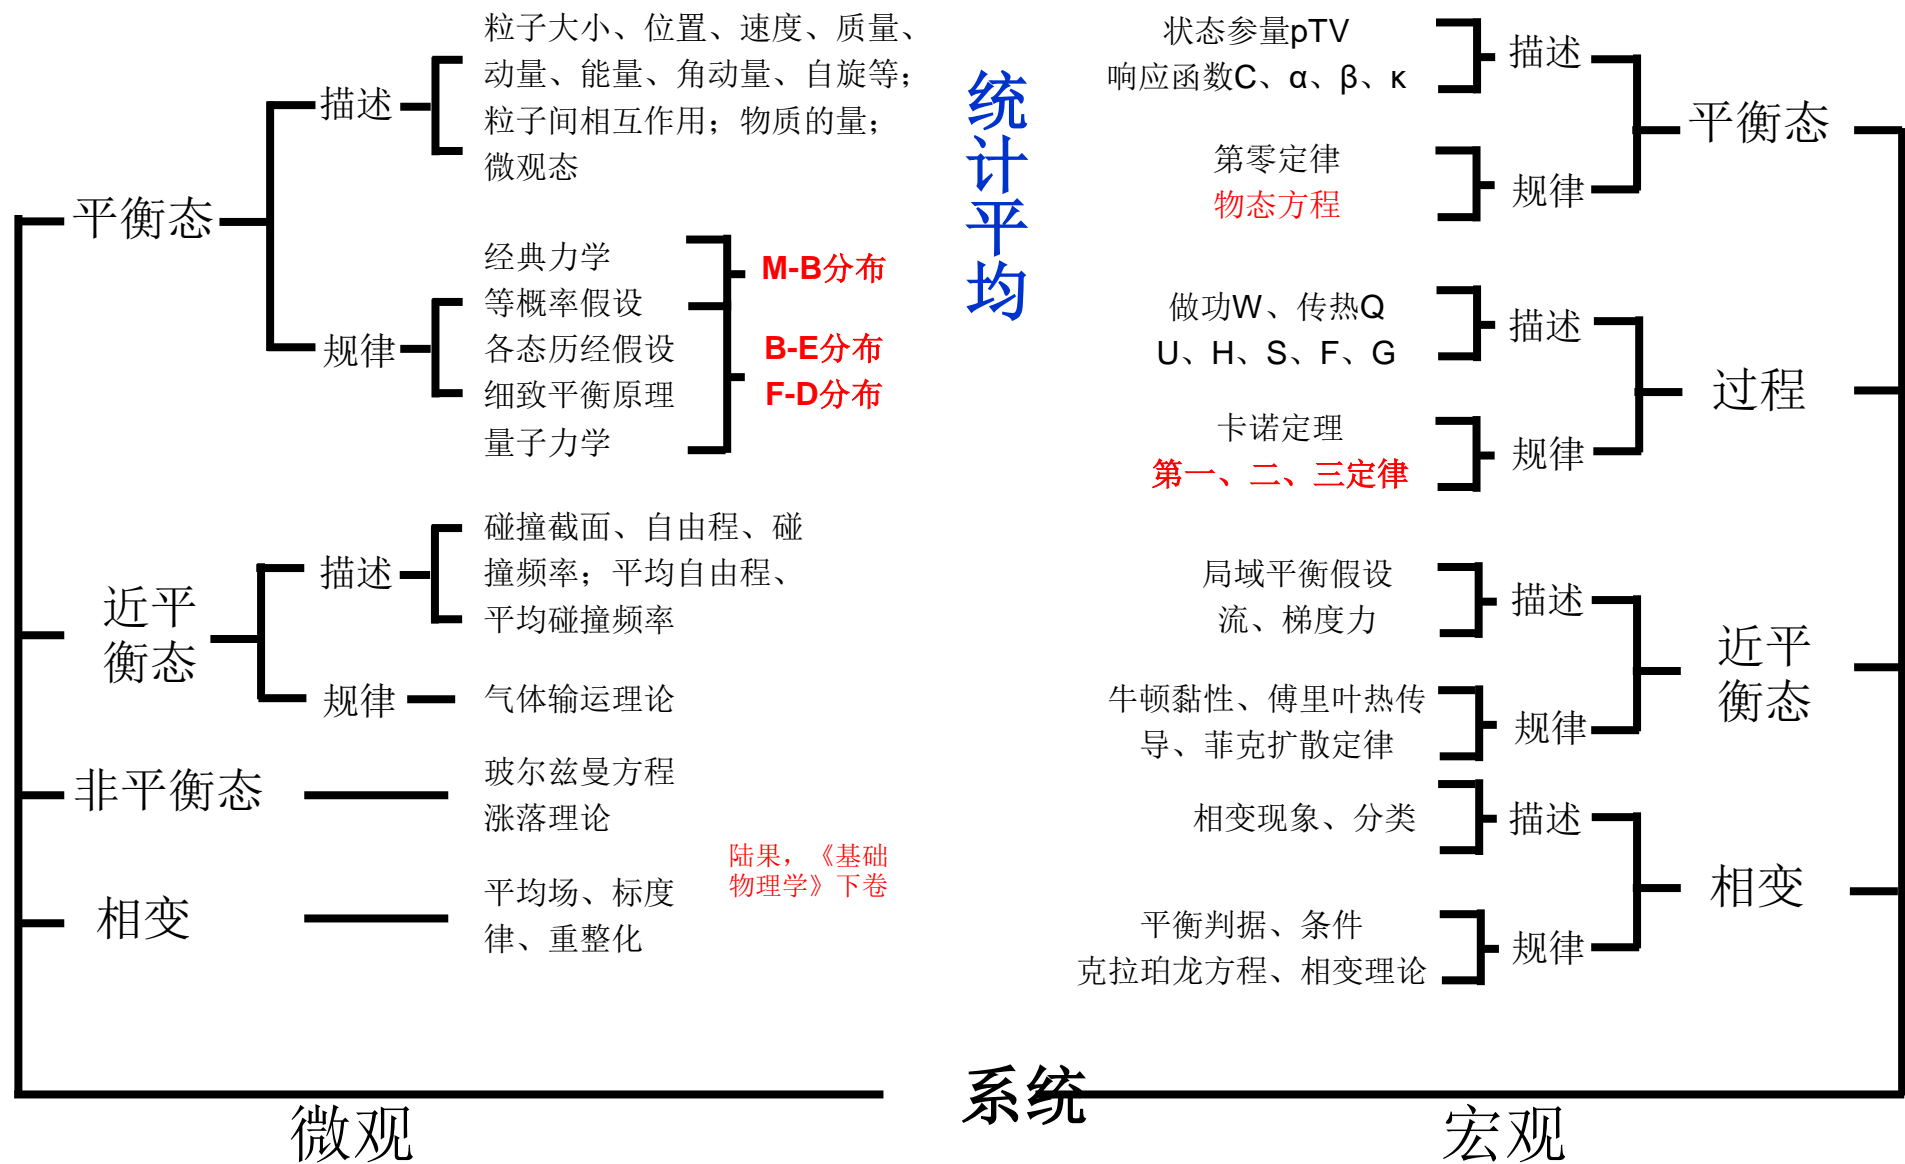 粒子大小、位置、速度、质量、
动量、能量、角动量、自旋等；
粒子间相互作用；物质的量；
微观态
描述
平衡态
经典力学
等概率假设
各态历经假设
细致平衡原理
量子力学
规律
M-B分布
B-E分布
F-D分布
碰撞截面、自由程、碰
撞频率；平均自由程、
平均碰撞频率
描述
近平
衡态
规律
气体输运理论
非平衡态
玻尔兹曼方程
涨落理论
陆果，《基础
物理学》下卷
相变
平均场、标度
律、重整化
微观
统
计
平
均
系统
状态参量pTV
响应函数C、α、β、κ
描述
平衡态
第零定律
物态方程
规律
做功W、传热Q
U、H、S、F、G
描述
过程
卡诺定理
第一、二、三定律
规律
局域平衡假设
流、梯度力
描述
近平
衡态
牛顿黏性、傅里叶热传
导、菲克扩散定律
规律
相变现象、分类
描述
相变
平衡判据、条件
克拉珀龙方程、相变理论
规律
宏观